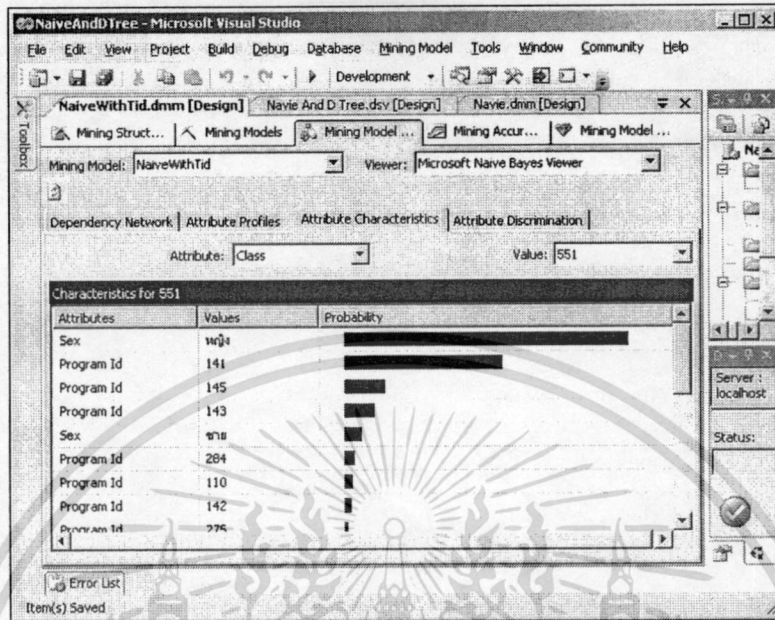 NaiveAndDTree - Microsoft Visual Studio
File Edit View Project Build Debug Database Mining Model Tools Window Community Help
Development
Toolbox
NaiveWithTid.dmm [Design] Navie And D Tree.dsv [Design] Navie.dmm [Design]
Mining Struct... Mining Models Mining Model ... Mining Accur... Mining Model ...
Mining Model: NaiveWithTid Viewer: Microsoft Naive Bayes Viewer
Dependency Network Attribute Profiles Attribute Characteristics Attribute Discrimination
Attribute: Class Value: 551
Characteristics for 551
Attributes Values Probability
Sex หญิง
Program Id 141
Program Id 145
Program Id 143
Sex ชาย
Program Id 284
Program Id 110
Program Id 142
Program Id 275
Server :
localhost
Status:
Error List
Item(s) Saved